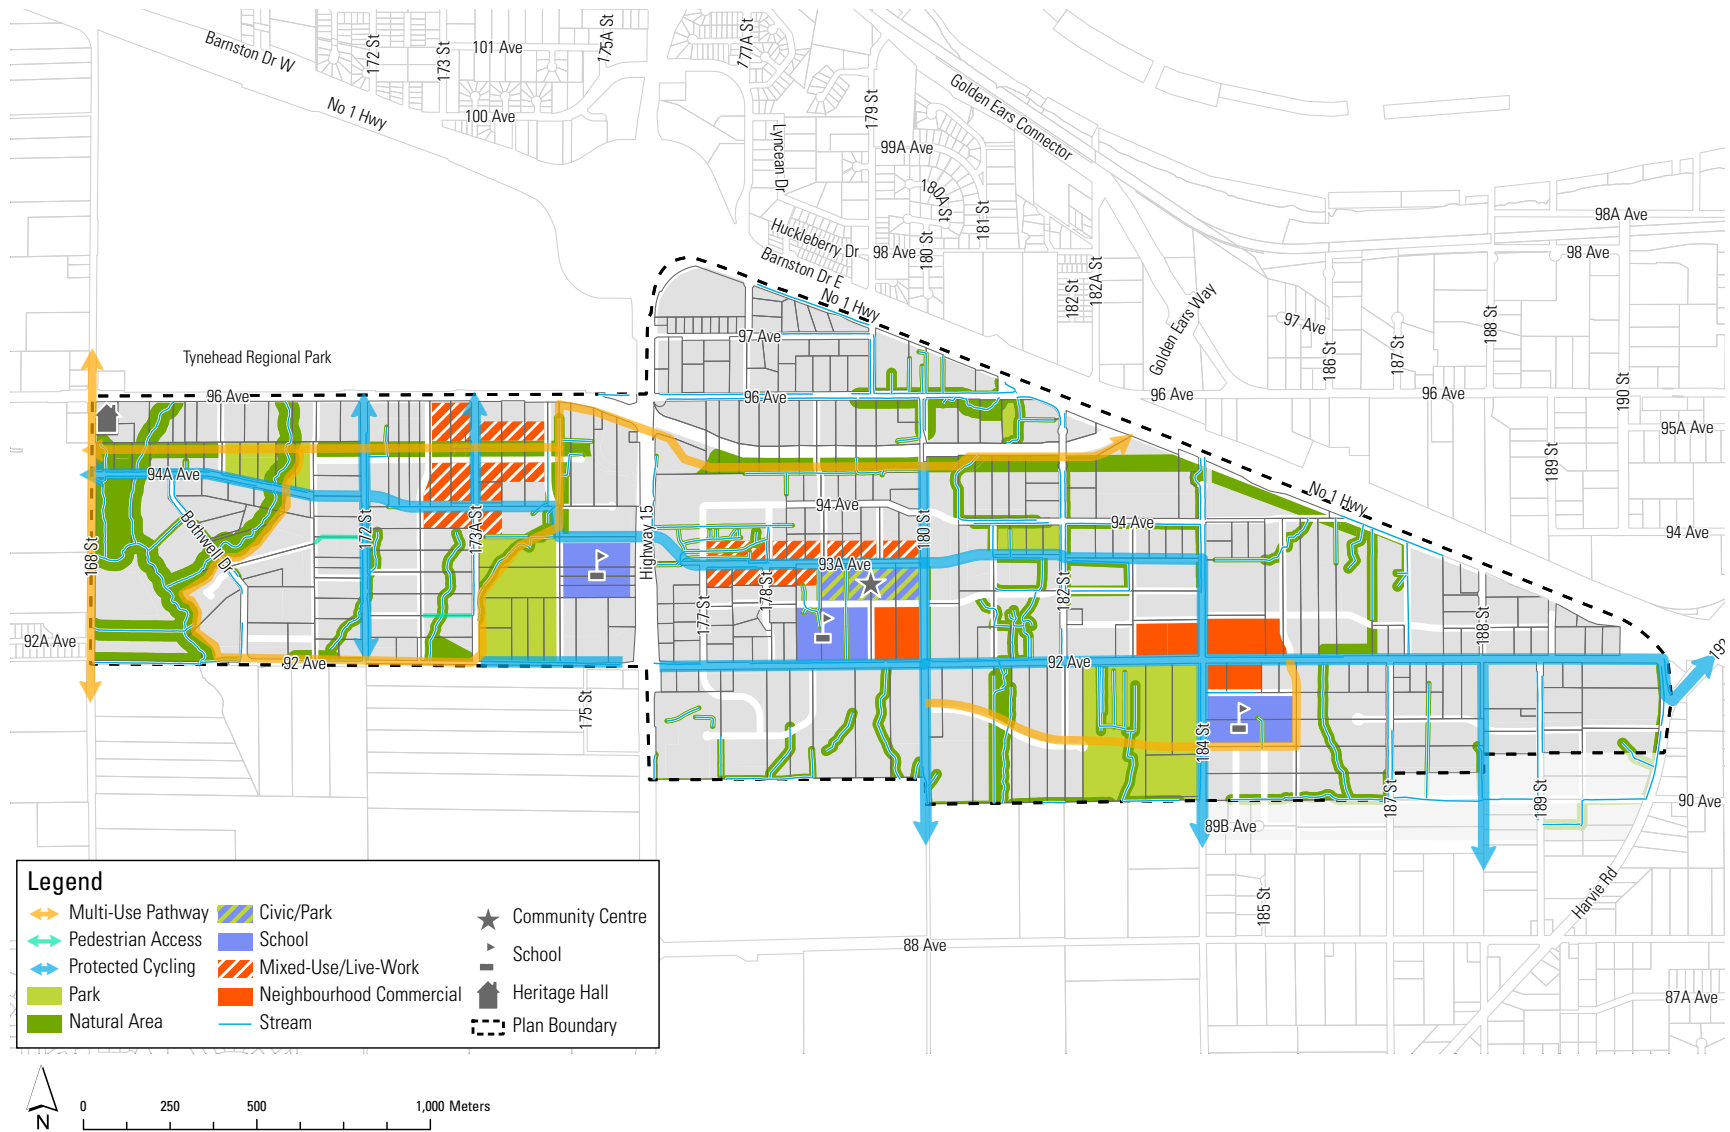 Barnston Dr W
172 St
173 St
101 Ave
175A St
177A St
No 1 Hwy
100 Ave
179 St
Golden Ears Connector
Lyncean Dr
99A Ave
180A St
181 St
98A Ave
Huckleberry Dr
98 Ave
180 St
98 Ave
Barnston Dr E
No 1 Hwy
182 St
182A St
Golden Ears Way
97 Ave
188 St
97 Ave
186 St
187 St
Tynehead Regional Park
96 Ave
96 Ave
96 Ave
96 Ave
190 St
95A Ave
189 St
94A Ave
No 1 Hwy
94 Ave
94 Ave
94 Ave
Bothwell Dr
168 St
174 St
173A St
Highway 15
180 St
93A Ave
178 St
182 St
177 St
188 St
92A Ave
92 Ave
92 Ave
192
175 St
184 St
187 St
189 St
90 Ave
89B Ave
185 St
Harvie Rd
88 Ave
87A Ave
Legend
Multi-Use Pathway
Pedestrian Access
Protected Cycling
Park
Natural Area
Civic/Park
School
Mixed-Use/Live-Work
Neighbourhood Commercial
Stream
Community Centre
School
Heritage Hall
Plan Boundary
N
0 250 500 1,000 Meters